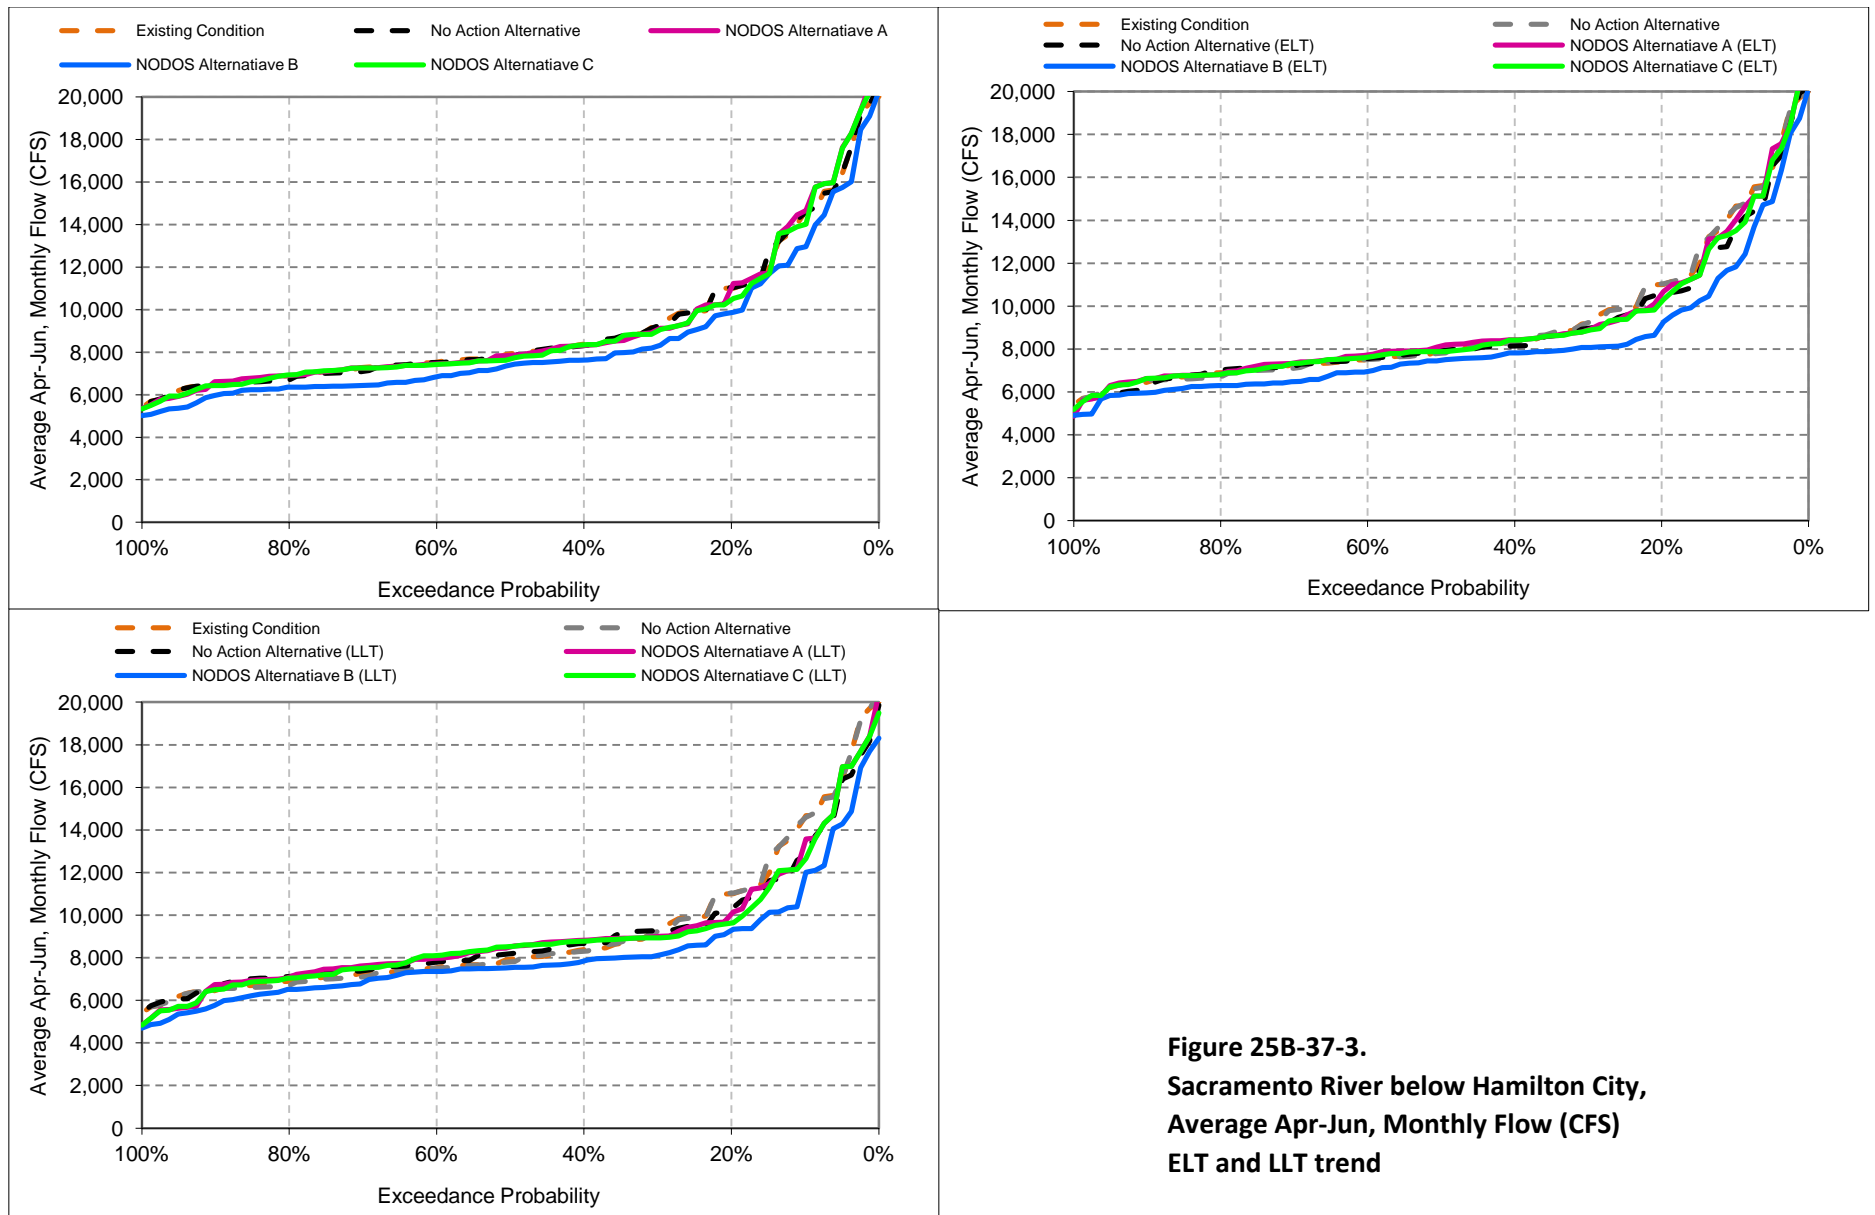 Existing Condition No Action Alternative NODOS Alternatiave A
NODOS Alternatiave B NODOS Alternatiave C
20,000
18,000
16,000
14,000
12,000
10,000
8,000
6,000
4,000
2,000
0
Average Apr-Jun, Monthly Flow (CFS)
100% 80% 60% 40% 20% 0%
Exceedance Probability
Existing Condition No Action Alternative
No Action Alternative (ELT) NODOS Alternatiave A (ELT)
NODOS Alternatiave B (ELT) NODOS Alternatiave C (ELT)
20,000
18,000
16,000
14,000
12,000
10,000
8,000
6,000
4,000
2,000
0
Average Apr-Jun, Monthly Flow (CFS)
100% 80% 60% 40% 20% 0%
Exceedance Probability
Existing Condition No Action Alternative
No Action Alternative (LLT) NODOS Alternatiave A (LLT)
NODOS Alternatiave B (LLT) NODOS Alternatiave C (LLT)
20,000
18,000
16,000
14,000
12,000
10,000
8,000
6,000
4,000
2,000
0
Average Apr-Jun, Monthly Flow (CFS)
100% 80% 60% 40% 20% 0%
Exceedance Probability
Figure 25B-37-3.
Sacramento River below Hamilton City,
Average Apr-Jun, Monthly Flow (CFS)
ELT and LLT trend